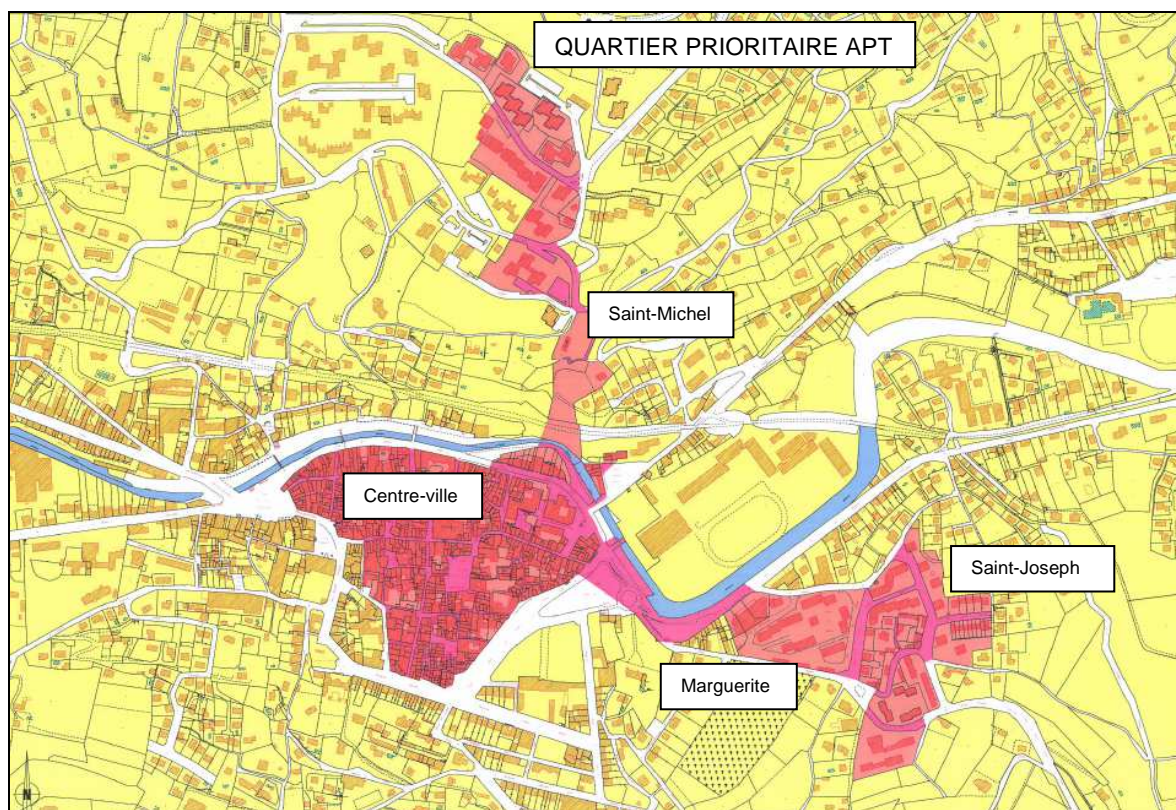 QUARTIER PRIORITAIRE APT
Saint-Michel
Centre-ville
Saint-Joseph
Marguerite
N